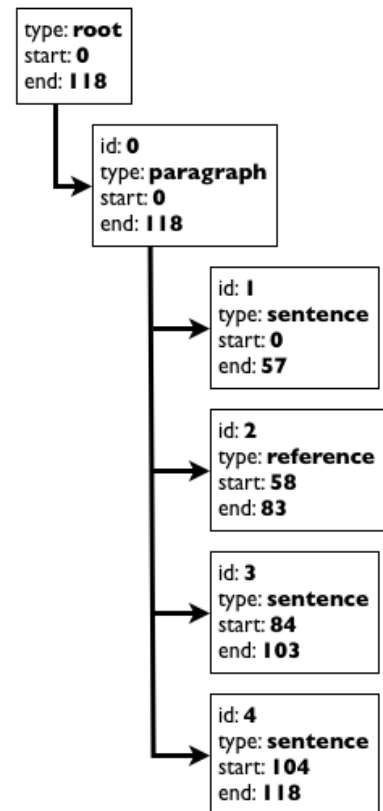 type: root
start: 0
end: 118
id: 0
type: paragraph
start: 0
end: 118
id: 1
type: sentence
start: 0
end: 57
id: 2
type: reference
start: 58
end: 83
id: 3
type: sentence
start: 84
end: 103
id: 4
type: sentence
start: 104
end: 118